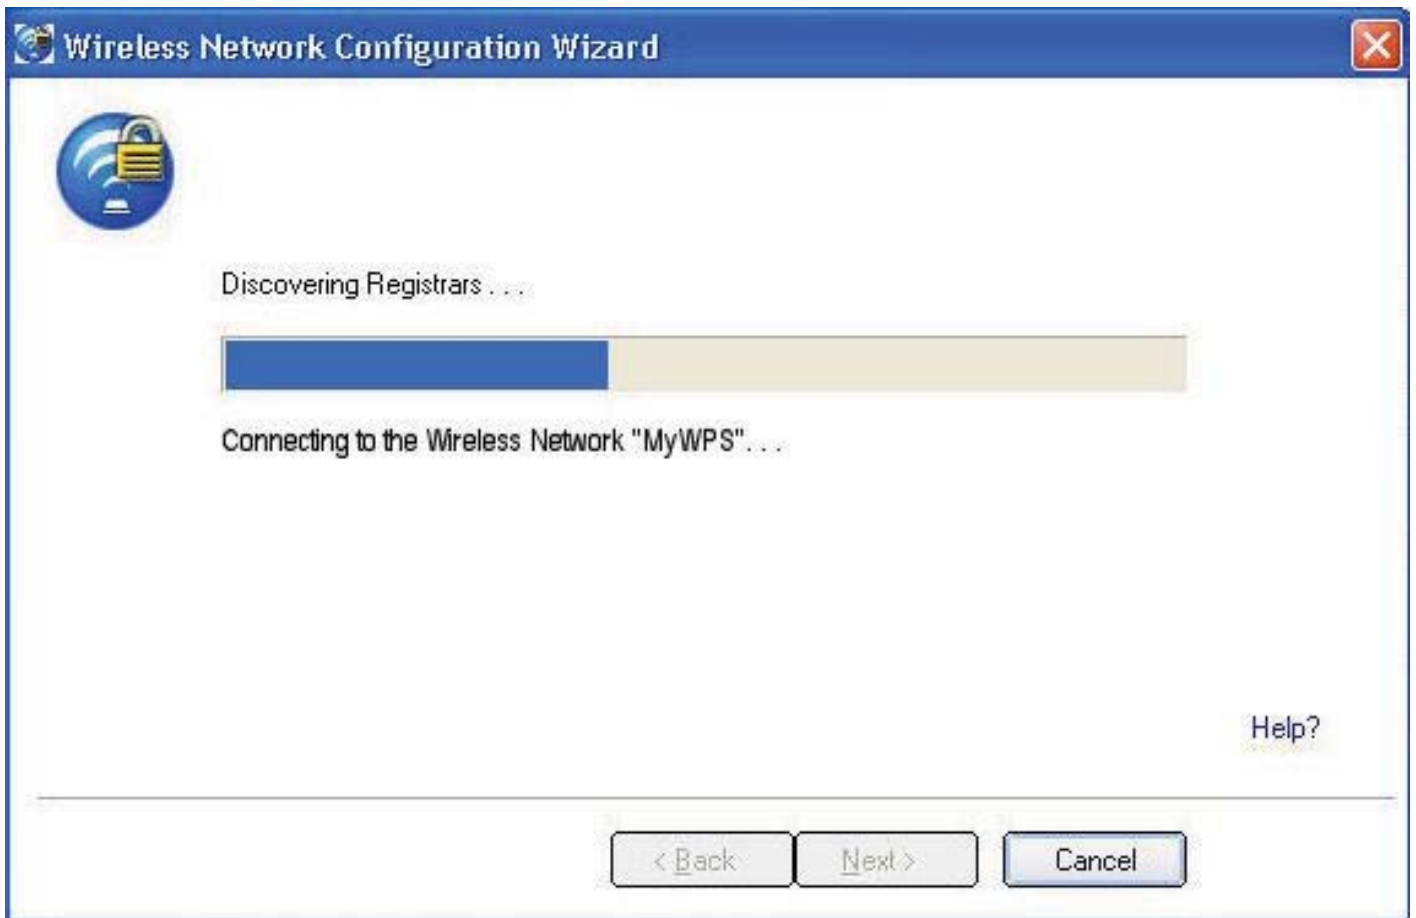 Wireless Network Configuration Wizard
Discovering Registrars . . .
Connecting to the Wireless Network "MyWPS". . .
Help?
< Back Next > Cancel